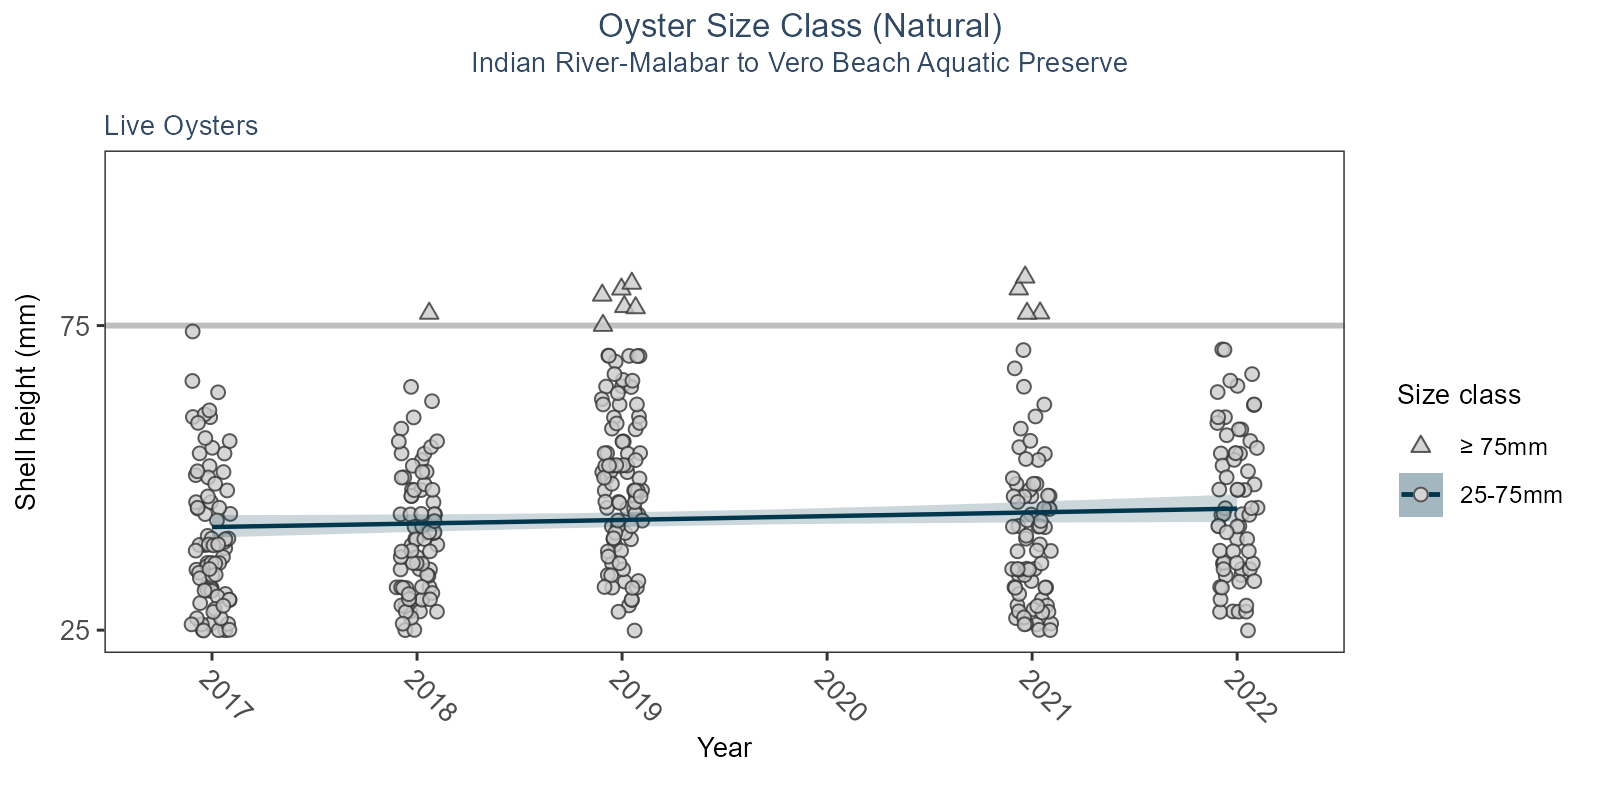 Oyster Size Class (Natural)
Indian River-Malabar to Vero Beach Aquatic Preserve
Live Oysters
Shell height (mm)
75
25
2017
2018
2019
2020
2021
2022
Year
Size class
≥ 75mm
25-75mm